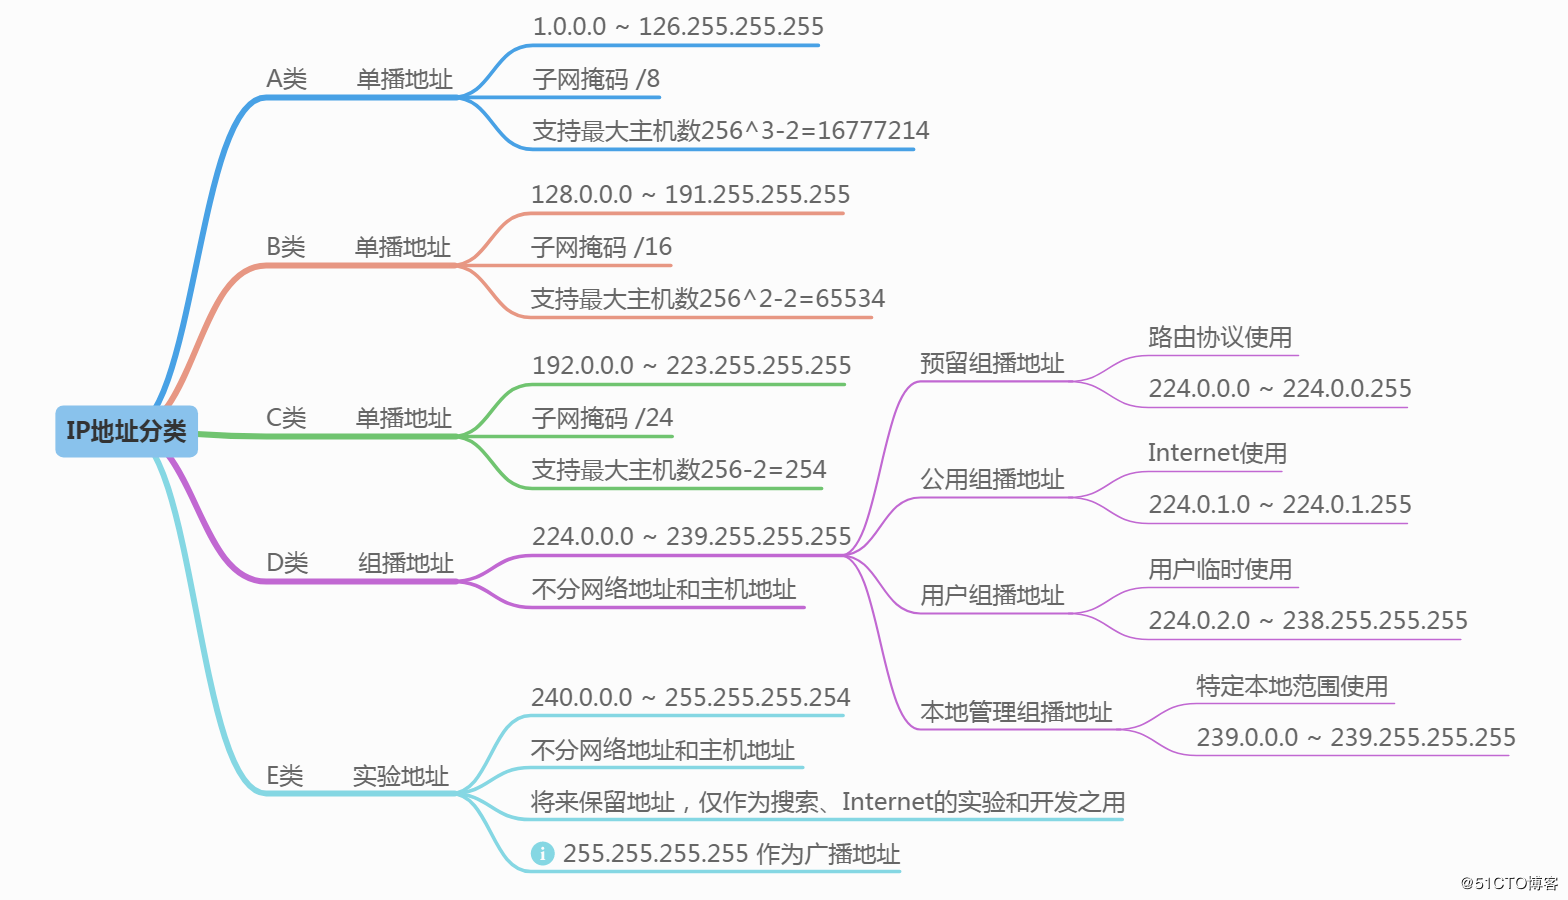 IP地址分类
A类 单播地址
1.0.0.0 ~ 126.255.255.255
子网掩码 /8
支持最大主机数256^3-2=16777214
B类 单播地址
128.0.0.0 ~ 191.255.255.255
子网掩码 /16
支持最大主机数256^2-2=65534
C类 单播地址
192.0.0.0 ~ 223.255.255.255
子网掩码 /24
支持最大主机数256-2=254
D类 组播地址
224.0.0.0 ~ 239.255.255.255
预留组播地址
路由协议使用
224.0.0.0 ~ 224.0.0.255
公用组播地址
Internet使用
224.0.1.0 ~ 224.0.1.255
用户组播地址
用户临时使用
224.0.2.0 ~ 238.255.255.255
本地管理组播地址
特定本地范围使用
239.0.0.0 ~ 239.255.255.255
不分网络地址和主机地址
E类 实验地址
240.0.0.0 ~ 255.255.255.254
不分网络地址和主机地址
将来保留地址，仅作为搜索、Internet的实验和开发之用
i 255.255.255.255 作为广播地址
@51CTO博客